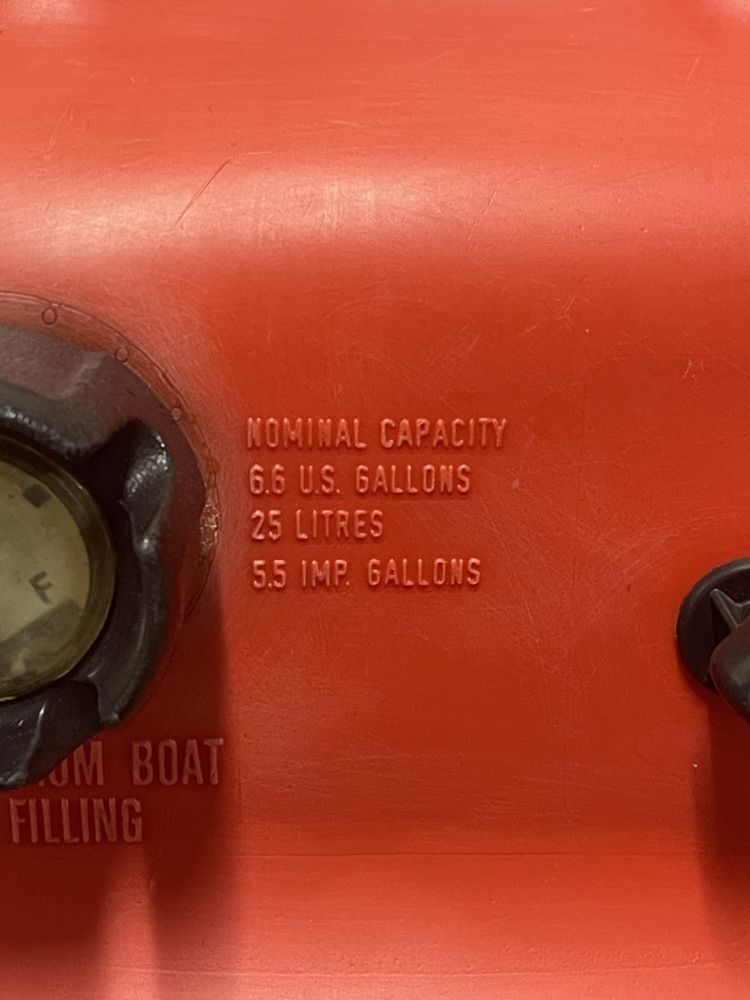 NOMINAL CAPACITY
6.6 U.S. GALLONS
25 LITRES
5.5 IMP. GALLONS
F
BOAT
FILLING